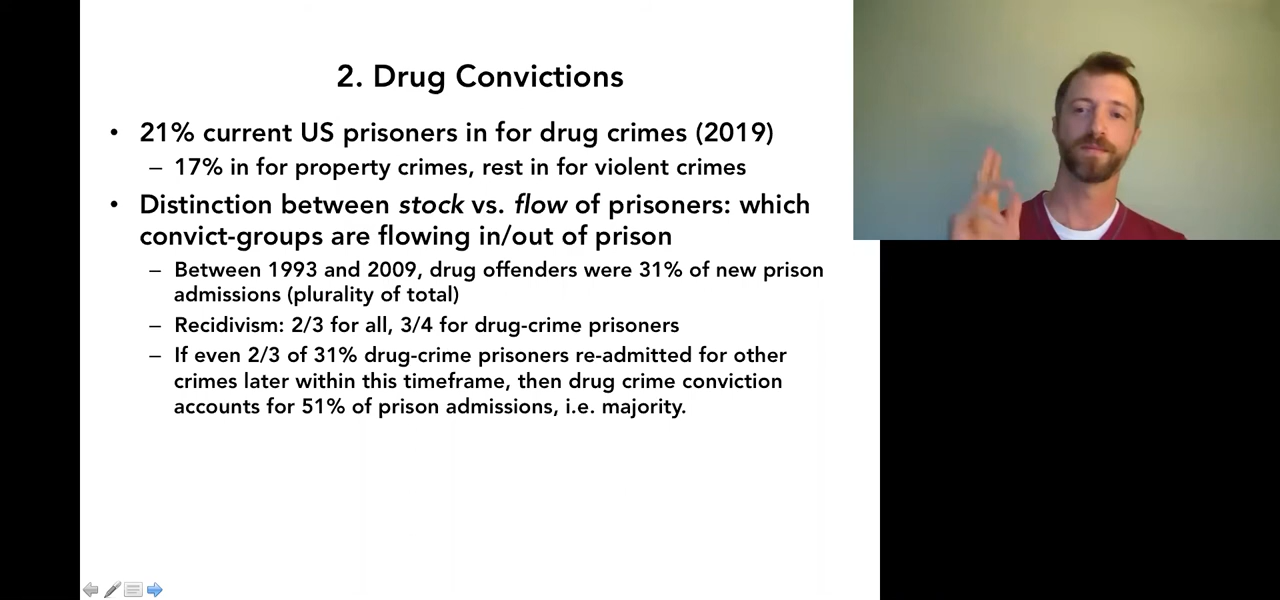 2. Drug Convictions
• 21% current US prisoners in for drug crimes (2019)
– 17% in for property crimes, rest in for violent crimes
• Distinction between stock vs. flow of prisoners: which
convict-groups are flowing in/out of prison
– Between 1993 and 2009, drug offenders were 31% of new prison
admissions (plurality of total)
– Recidivism: 2/3 for all, 3/4 for drug-crime prisoners
– If even 2/3 of 31% drug-crime prisoners re-admitted for other
crimes later within this timeframe, then drug crime conviction
accounts for 51% of prison admissions, i.e. majority.